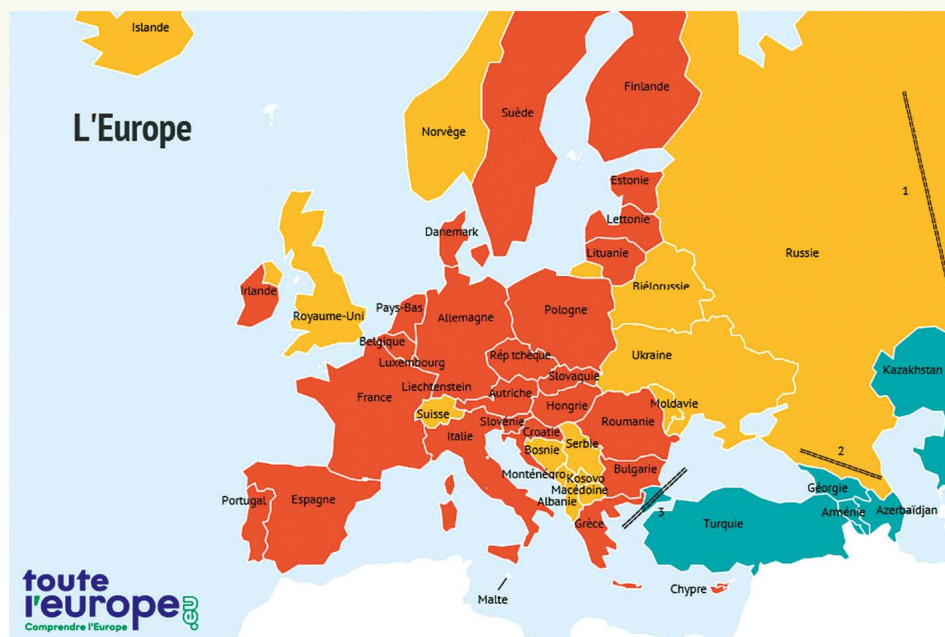 Islande
L'Europe
Norvège
Suède
Finlande
Estonie
Lettonie
Lituanie
Danemark
Russie
1
Irlande
Royaume-Uni
Pays-Bas
Allemagne
Pologne
Biélorussie
Belgique
Luxembourg
Rép tchèque
Ukraine
Slovaquie
Kazakhstan
France
Liechtenstein
Autriche
Hongrie
Moldavie
Suisse
Slovénie
Roumanie
Italie
Croatie
Bosnie
Serbie
2
Monténégro
Kosovo
Bulgarie
Macédoine
Géorgie
Portugal
Espagne
Albanie
3
Arménie
Azerbaïdjan
Grèce
Turquie
Malte
Chypre
toute
l'europe.eu
Comprendre l'Europe